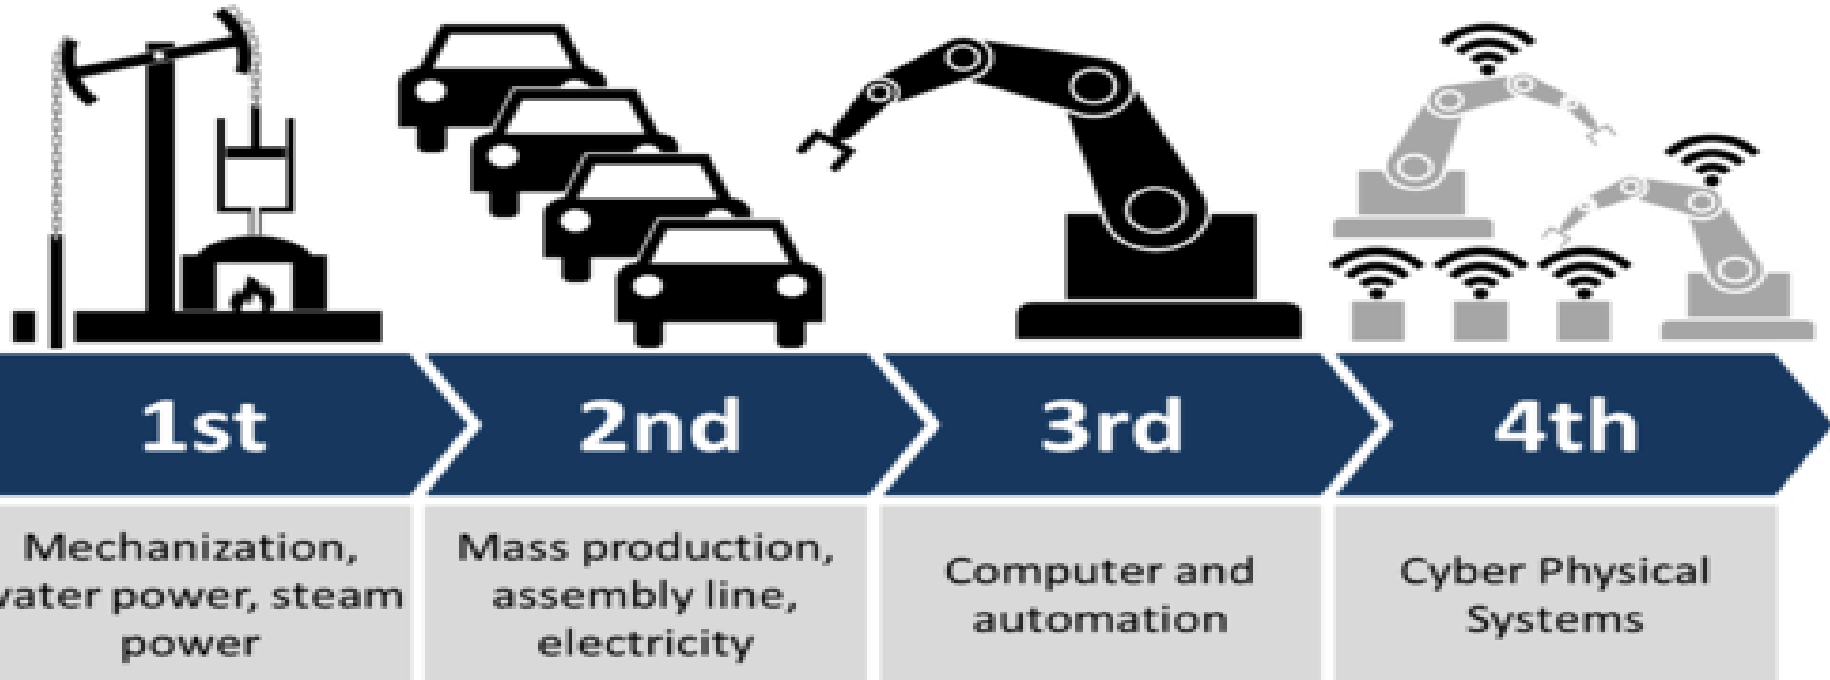 1st
2nd
3rd
4th
Mechanization,
water power, steam
power
Mass production,
assembly line,
electricity
Computer and
automation
Cyber Physical
Systems